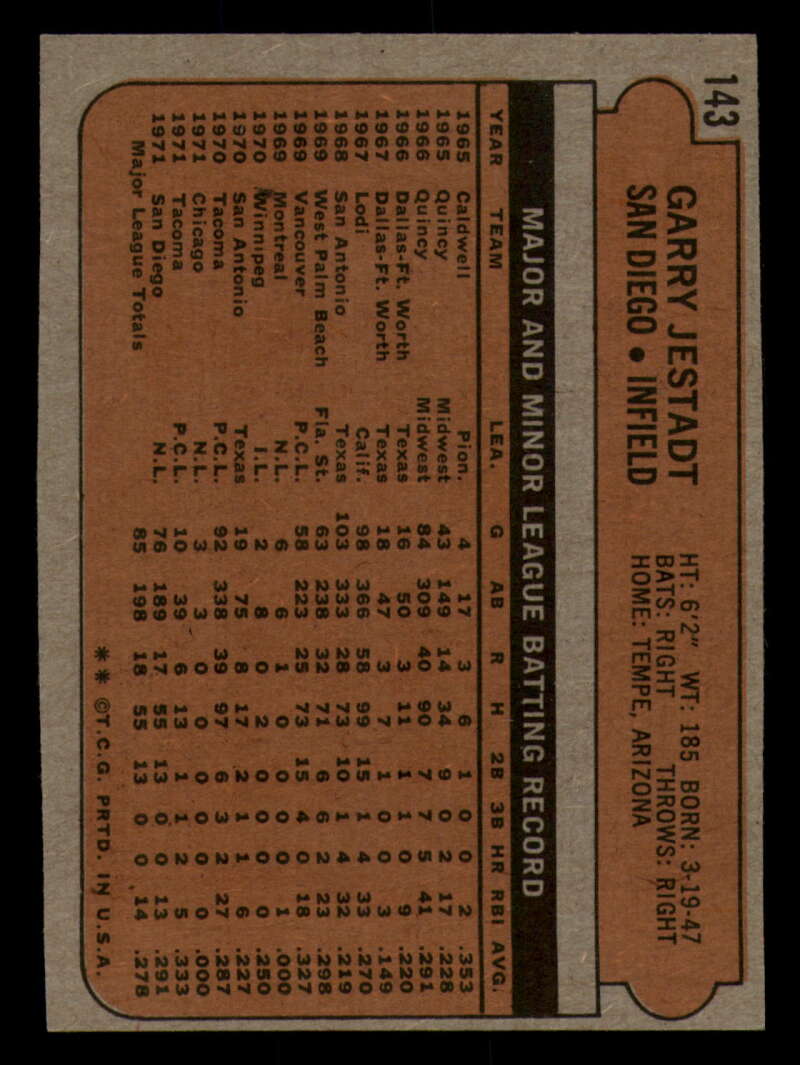 143
GARRY JESTADT
SAN DIEGO • INFIELD
HT: 6'2" WT: 185 BORN: 3-19-47
BATS: RIGHT THROWS: RIGHT
HOME: TEMPE, ARIZONA
MAJOR AND MINOR LEAGUE BATTING RECORD
YEAR TEAM LEA. G AB R H 2B 3B HR RBI AVG.
1965 Caldwell Pion. 4 17 3 6 1 0 0 2 .353
1965 Quincy Midwest 43 149 14 34 9 0 2 17 .228
1966 Quincy Midwest 84 309 40 90 7 7 5 41 .291
1966 Dallas-Ft. Worth Texas 16 50 3 11 1 1 0 9 .220
1967 Dallas-Ft. Worth Texas 18 47 3 7 1 0 0 3 .149
1967 Lodi Calif. 98 366 58 99 15 1 4 33 .270
1968 San Antonio Texas 103 333 28 73 10 1 4 32 .219
1969 West Palm Beach Fla. St. 63 238 32 71 6 6 2 23 .298
1969 Vancouver P.C.L. 58 223 25 73 15 4 0 18 .327
1969 Montreal N.L. 6 6 1 0 0 0 0 1 .000
1970 Winnipeg I.L. 2 8 0 2 0 0 0 0 .250
1970 San Antonio Texas 19 75 8 17 2 1 1 6 .227
1970 Tacoma P.C.L. 92 338 39 97 6 3 2 27 .287
1971 Chicago N.L. 3 3 0 0 0 0 0 0 .000
1971 Tacoma P.C.L. 10 39 6 13 1 1 2 5 .333
1971 San Diego N.L. 76 189 17 55 13 0 0 13 .291
Major League Totals 85 198 18 55 13 0 0 14 .278
** ©T.C.G. PRTD. IN U.S.A.